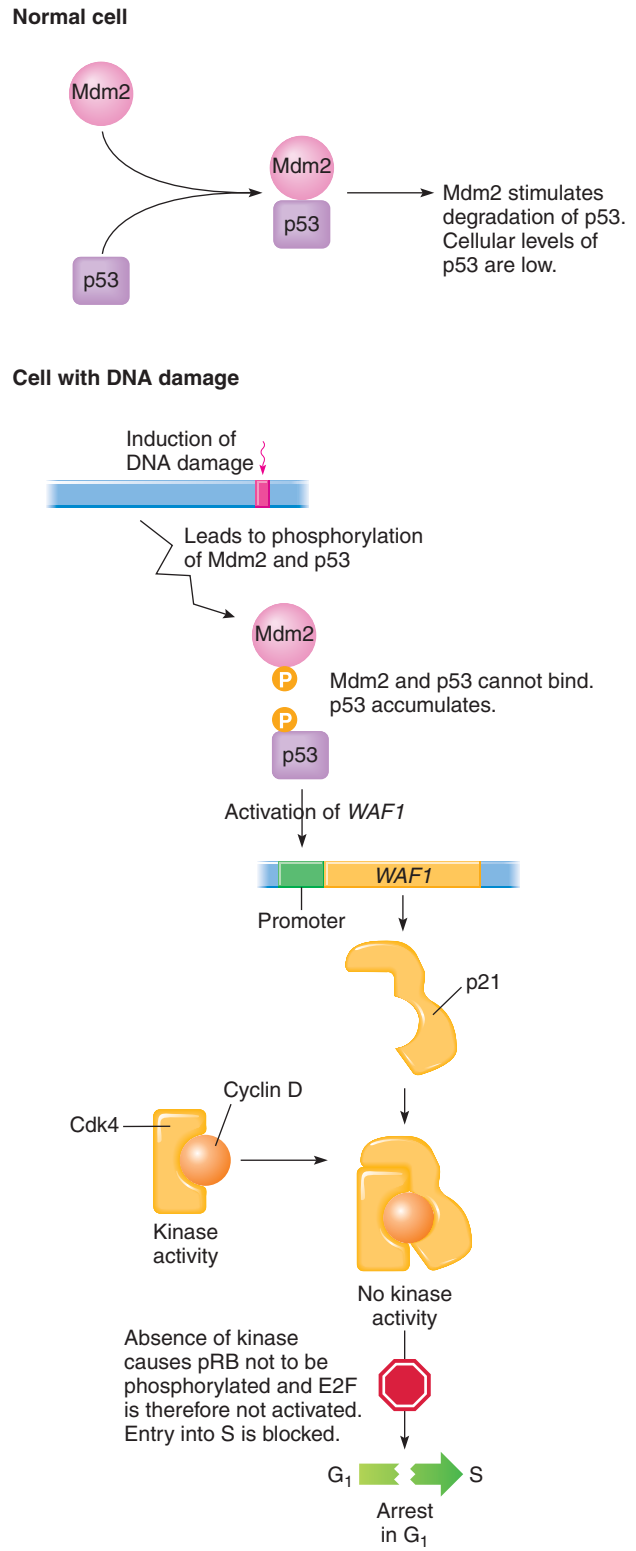 Normal cell
Mdm2
Mdm2
p53
p53
Mdm2 stimulates
degradation of p53.
Cellular levels of
p53 are low.
Cell with DNA damage
Induction of
DNA damage
Leads to phosphorylation
of Mdm2 and p53
Mdm2
P
P
p53
Mdm2 and p53 cannot bind.
p53 accumulates.
Activation of WAF1
WAF1
Promoter
p21
Cyclin D
Cdk4
Kinase
activity
No kinase
activity
Absence of kinase
causes pRB not to be
phosphorylated and E2F
is therefore not activated.
Entry into S is blocked.
G1 S
Arrest
in G1